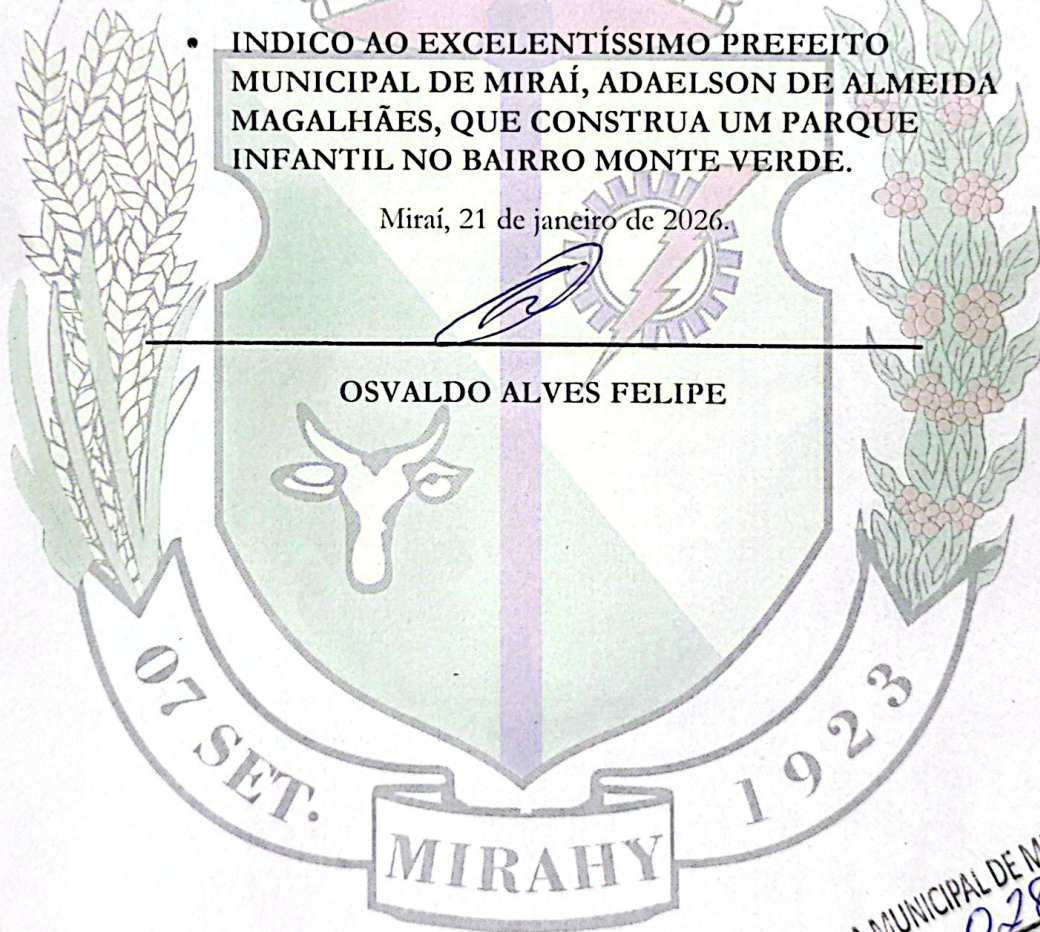 • INDICO AO EXCELENTÍSSIMO PREFEITO
MUNICIPAL DE MIRAÍ, ADAELSON DE ALMEIDA
MAGALHÃES, QUE CONSTRUA UM PARQUE
INFANTIL NO BAIRRO MONTE VERDE.
Miraí, 21 de janeiro de 2026.
OSVALDO ALVES FELIPE
07 SET.
1923
MIRAHY
MUNICIPAL DE
028